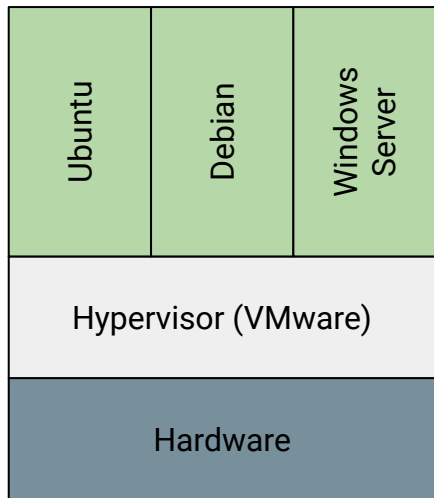 Ubuntu
Debian
Windows
Server
Hypervisor (VMware)
Hardware